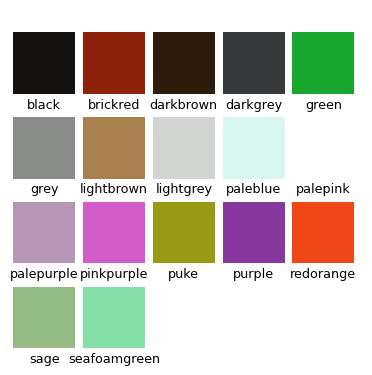 black brickred darkbrown darkgrey green
grey lightbrown lightgrey paleblue palepink
palepurple pinkpurple puke purple redorange
sage seafoamgreen